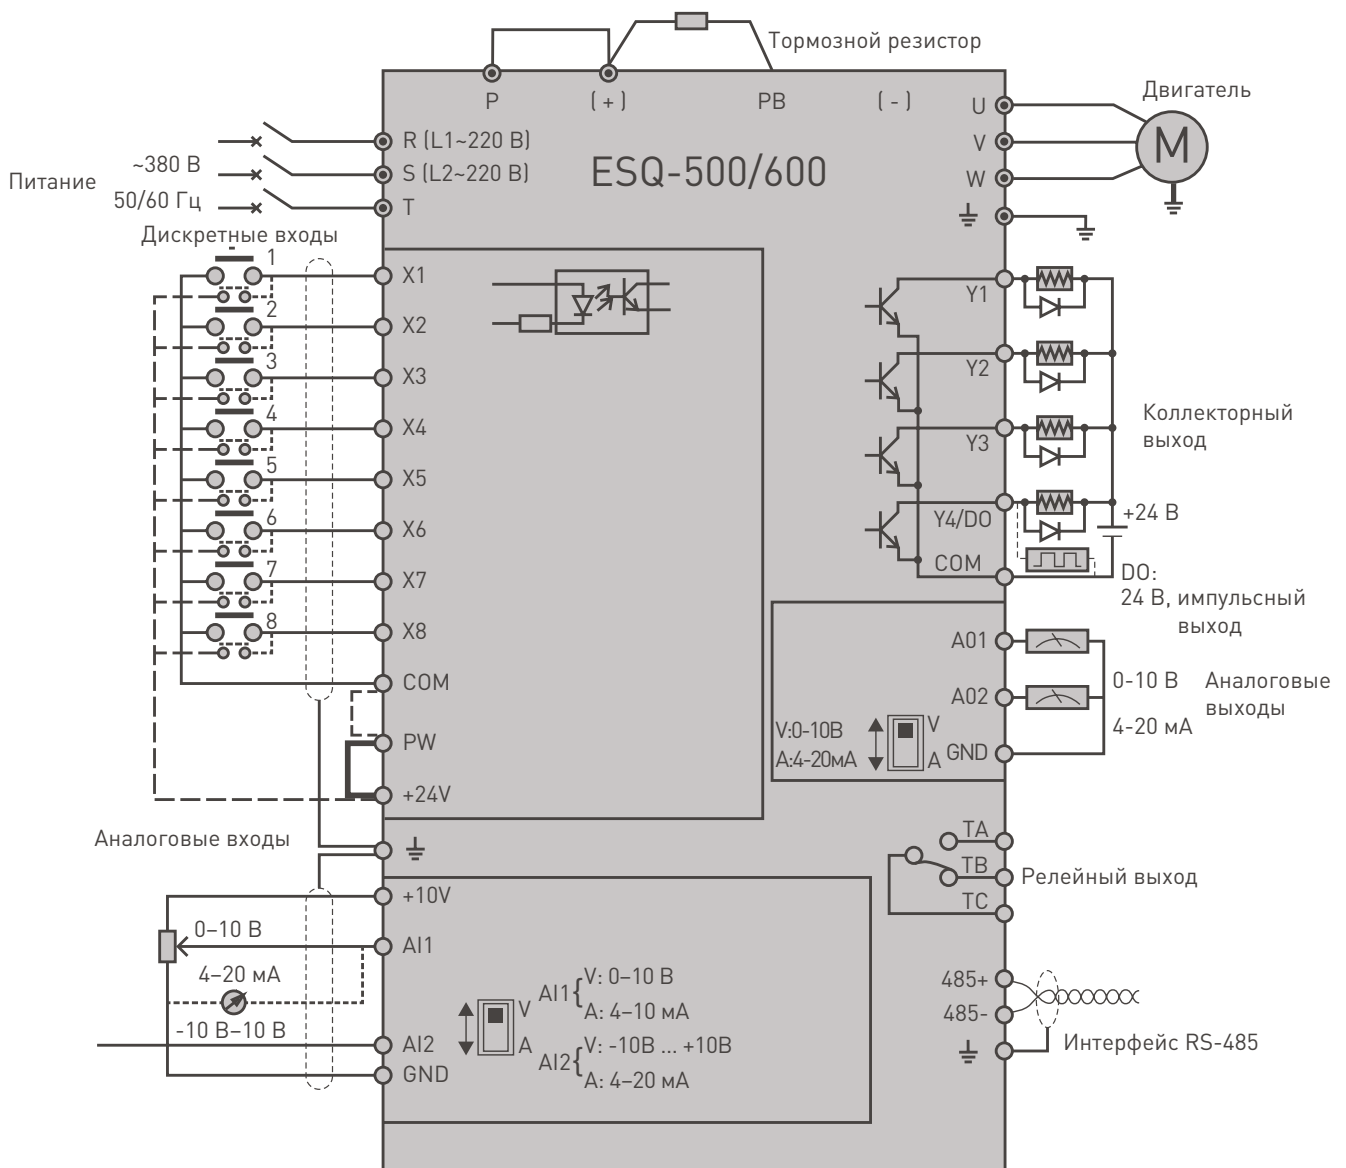 Тормозной резистор
P
(+)
PB
(-)
Двигатель
M
U
V
W
ESQ-500/600
R (L1~220 В)
S (L2~220 В)
T
Питание
~380 В
50/60 Гц
Дискретные входы
1
X1
2
X2
3
X3
4
X4
5
X5
6
X6
7
X7
8
X8
COM
PW
+24V
Y1
Y2
Y3
Y4/DO
COM
Коллекторный
выход
+24 В
DO:
24 В, импульсный
выход
A01
A02
GND
V:0-10В
A:4-20мА
V
A
0-10 В
4-20 мА
Аналоговые
выходы
TA
TB
TC
Релейный выход
485+
485-
Интерфейс RS-485
Аналоговые входы
+10V
0–10 В
AI1
4–20 мА
-10 В–10 В
AI2
GND
V
A
AI1
V: 0–10 В
A: 4–10 мА
AI2
V: -10В ... +10В
A: 4–20 мА